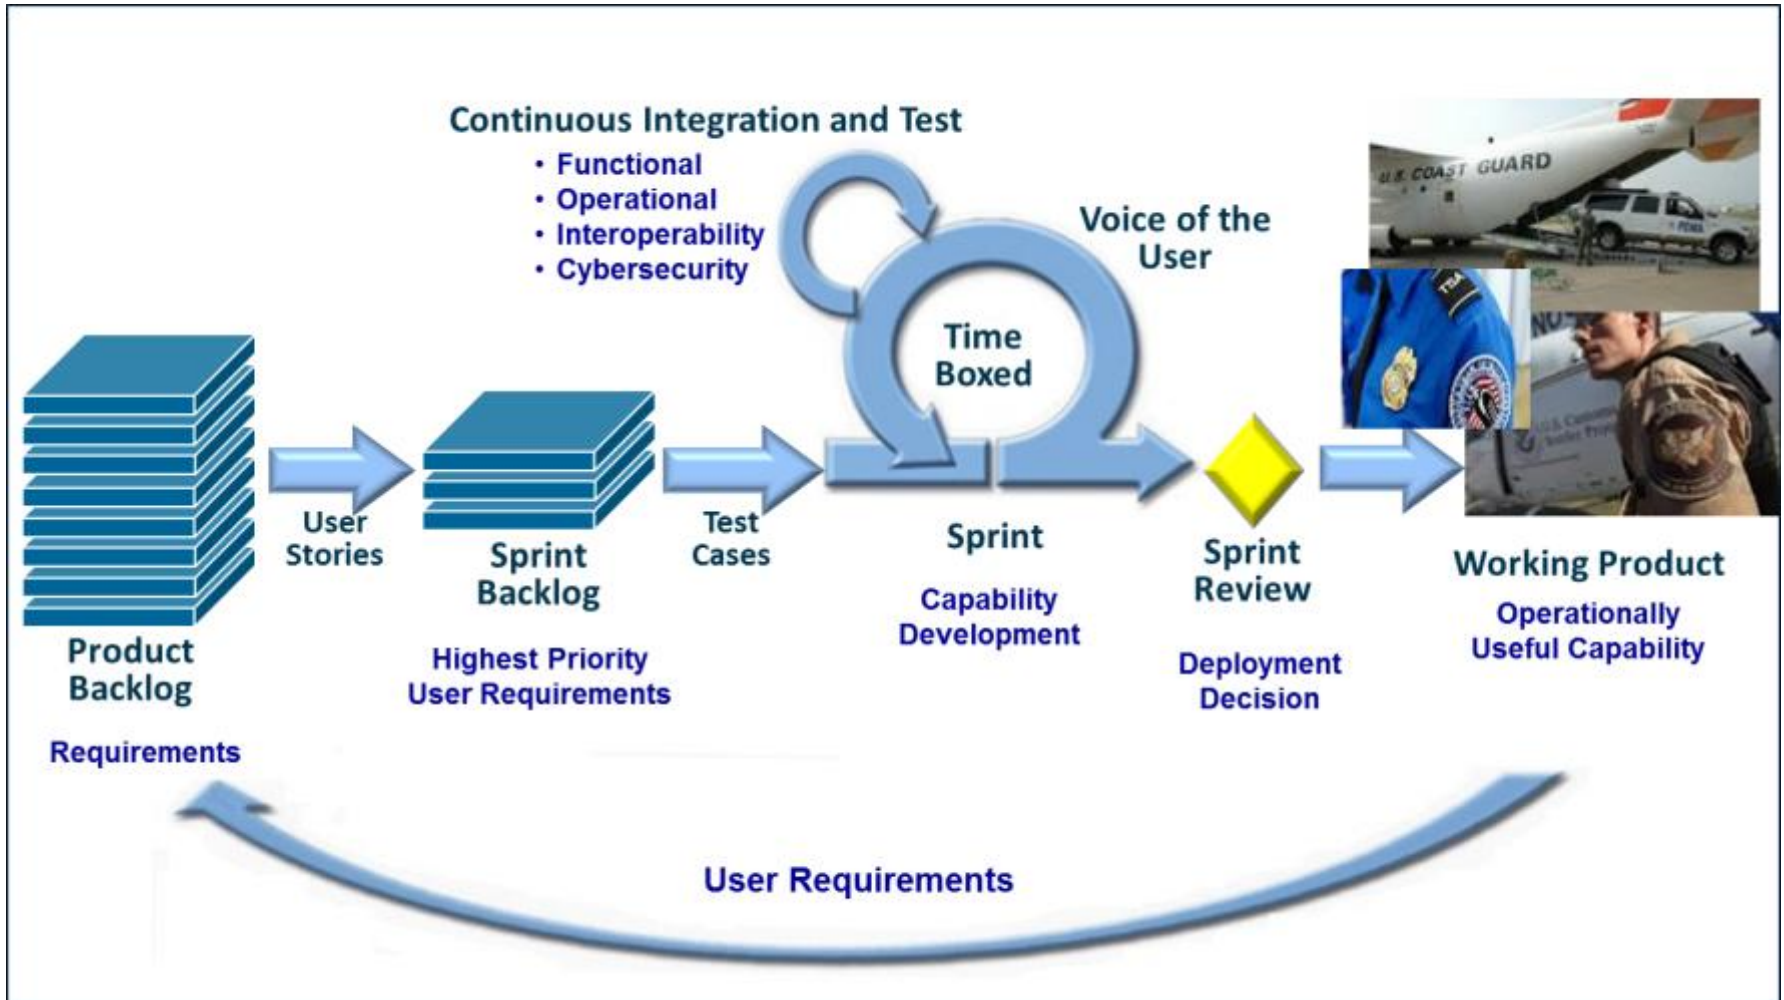 Continuous Integration and Test
• Functional
• Operational
• Interoperability
• Cybersecurity
Voice of the
User
Time
Boxed
U.S. COAST GUARD
TSA
User
Stories
Test
Cases
Product
Backlog
Requirements
Sprint
Backlog
Highest Priority
User Requirements
Sprint
Capability
Development
Sprint
Review
Deployment
Decision
Working Product
Operationally
Useful Capability
User Requirements